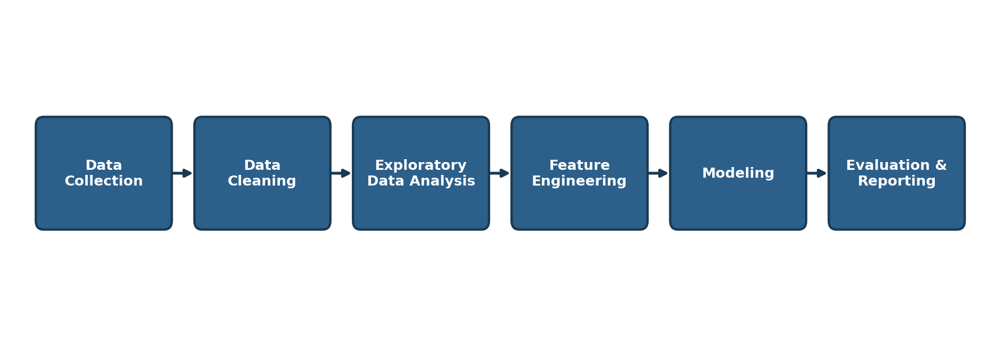 Data
Collection
Data
Cleaning
Exploratory
Data Analysis
Feature
Engineering
Modeling
Evaluation &
Reporting